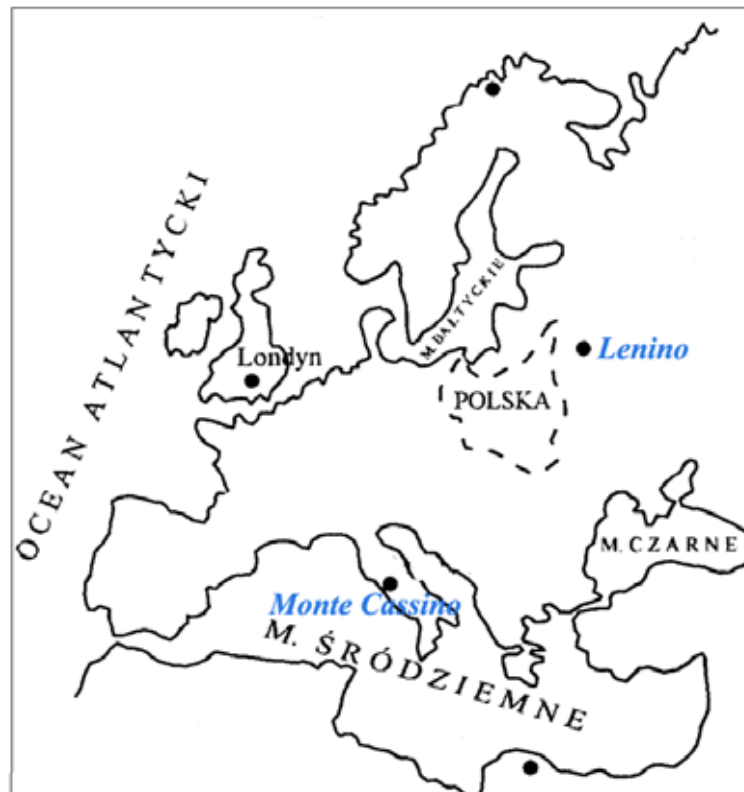 OCEAN ATLANTYCKI
M. BAŁTYCKIE
Lenino
Londyn
POLSKA
M. CZARNE
Monte Cassino
M. ŚRÓDZIEMNE